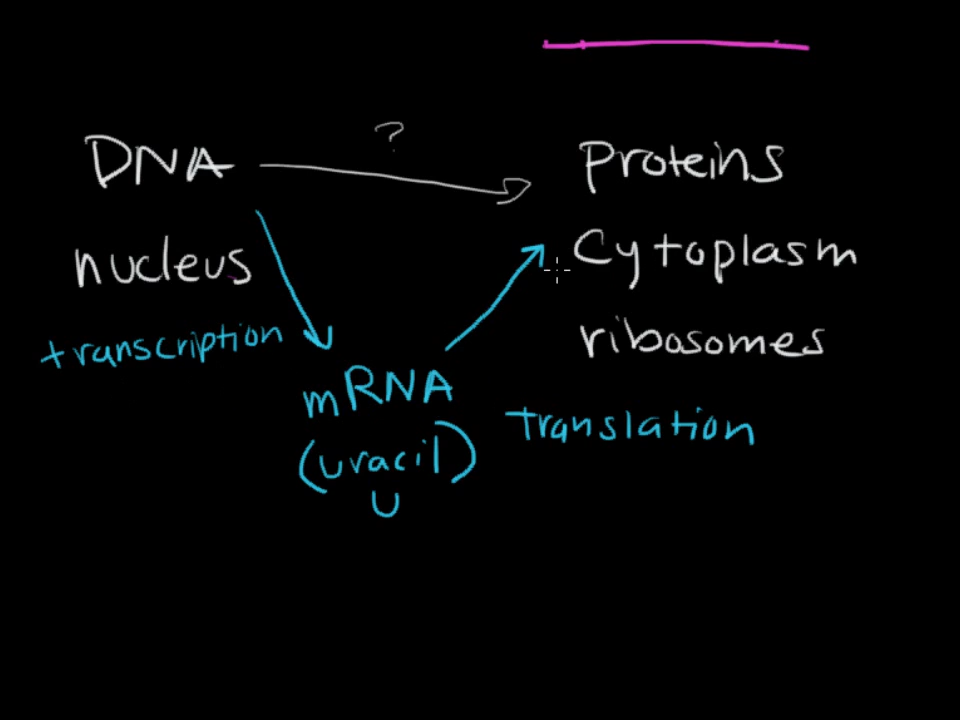 ?
DNA
Proteins
nucleus
Cytoplasm
transcription
ribosomes
mRNA
Translation
(uracil)
U